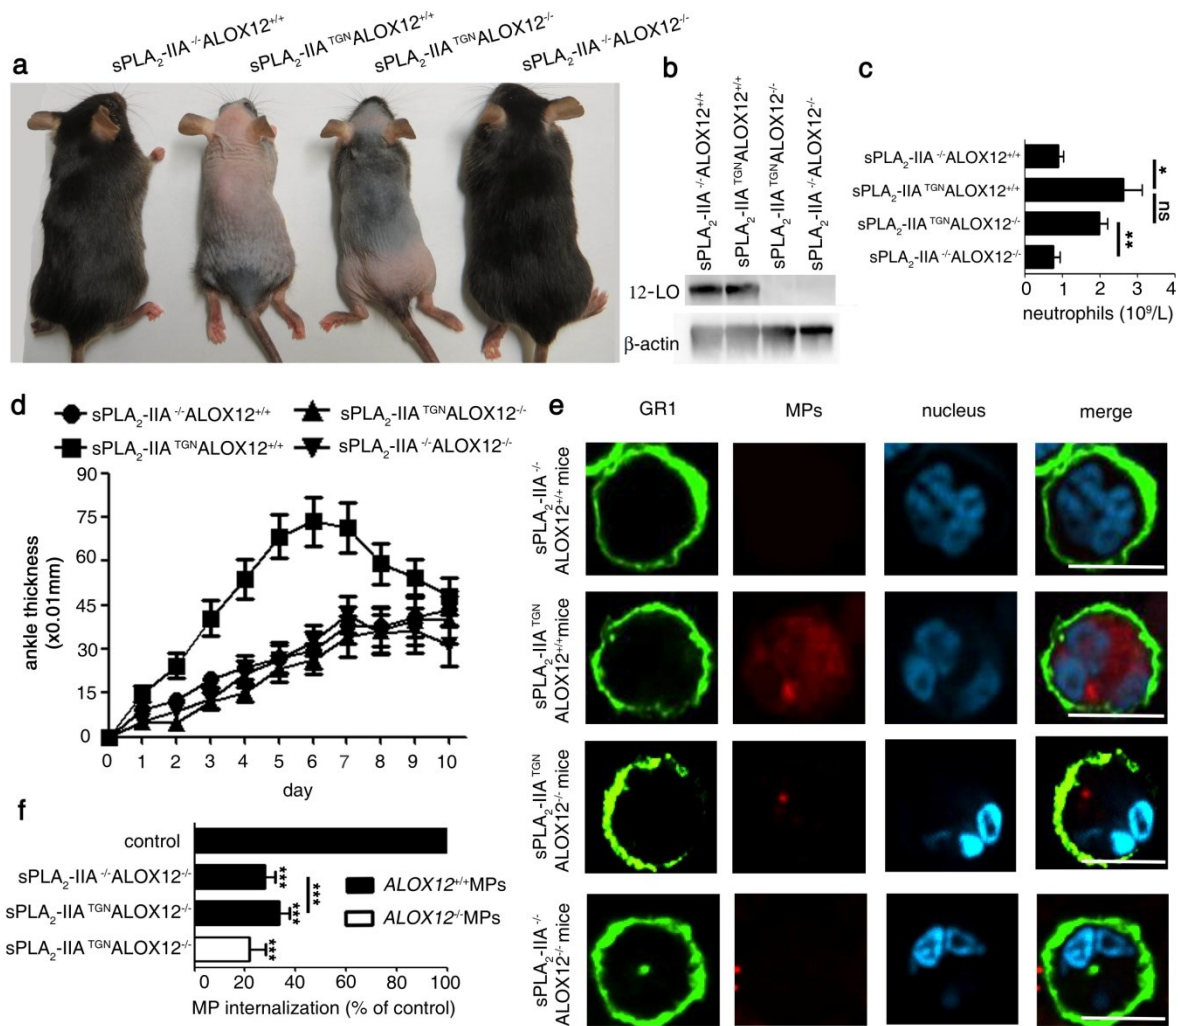 a
sPLA₂-IIA⁻/⁻ALOX12⁺/⁺
sPLA₂-IIAᵀᴳᴺALOX12⁺/⁺
sPLA₂-IIAᵀᴳᴺALOX12⁻/⁻
sPLA₂-IIA⁻/⁻ALOX12⁻/⁻
b
sPLA₂-IIA⁻/⁻ALOX12⁺/⁺
sPLA₂-IIAᵀᴳᴺALOX12⁺/⁺
sPLA₂-IIAᵀᴳᴺALOX12⁻/⁻
sPLA₂-IIA⁻/⁻ALOX12⁻/⁻
12-LO
β-actin
c
sPLA₂-IIA⁻/⁻ALOX12⁺/⁺
sPLA₂-IIAᵀᴳᴺALOX12⁺/⁺
sPLA₂-IIAᵀᴳᴺALOX12⁻/⁻
sPLA₂-IIA⁻/⁻ALOX12⁻/⁻
*
ns
**
0 1 2 3 4
neutrophils (10⁹/L)
d
sPLA₂-IIA⁻/⁻ALOX12⁺/⁺ sPLA₂-IIAᵀᴳᴺALOX12⁻/⁻
sPLA₂-IIAᵀᴳᴺALOX12⁺/⁺ sPLA₂-IIA⁻/⁻ALOX12⁻/⁻
90
75
60
45
30
15
0
ankle thickness
(x0.01mm)
0 1 2 3 4 5 6 7 8 9 10
day
e
GR1 MPs nucleus merge
sPLA₂-IIA⁻/⁻
ALOX12⁺/⁺ mice
sPLA₂-IIAᵀᴳᴺ
ALOX12⁺/⁺mice
sPLA₂-IIAᵀᴳᴺ
ALOX12⁻/⁻mice
sPLA₂-IIA⁻/⁻
ALOX12⁻/⁻mice
f
control
sPLA₂-IIA⁻/⁻ALOX12⁻/⁻
sPLA₂-IIAᵀᴳᴺALOX12⁻/⁻
sPLA₂-IIAᵀᴳᴺALOX12⁻/⁻
***
***
***
***
ALOX12⁺/⁺MPs
ALOX12⁻/⁻MPs
0 20 40 60 80 100
MP internalization (% of control)